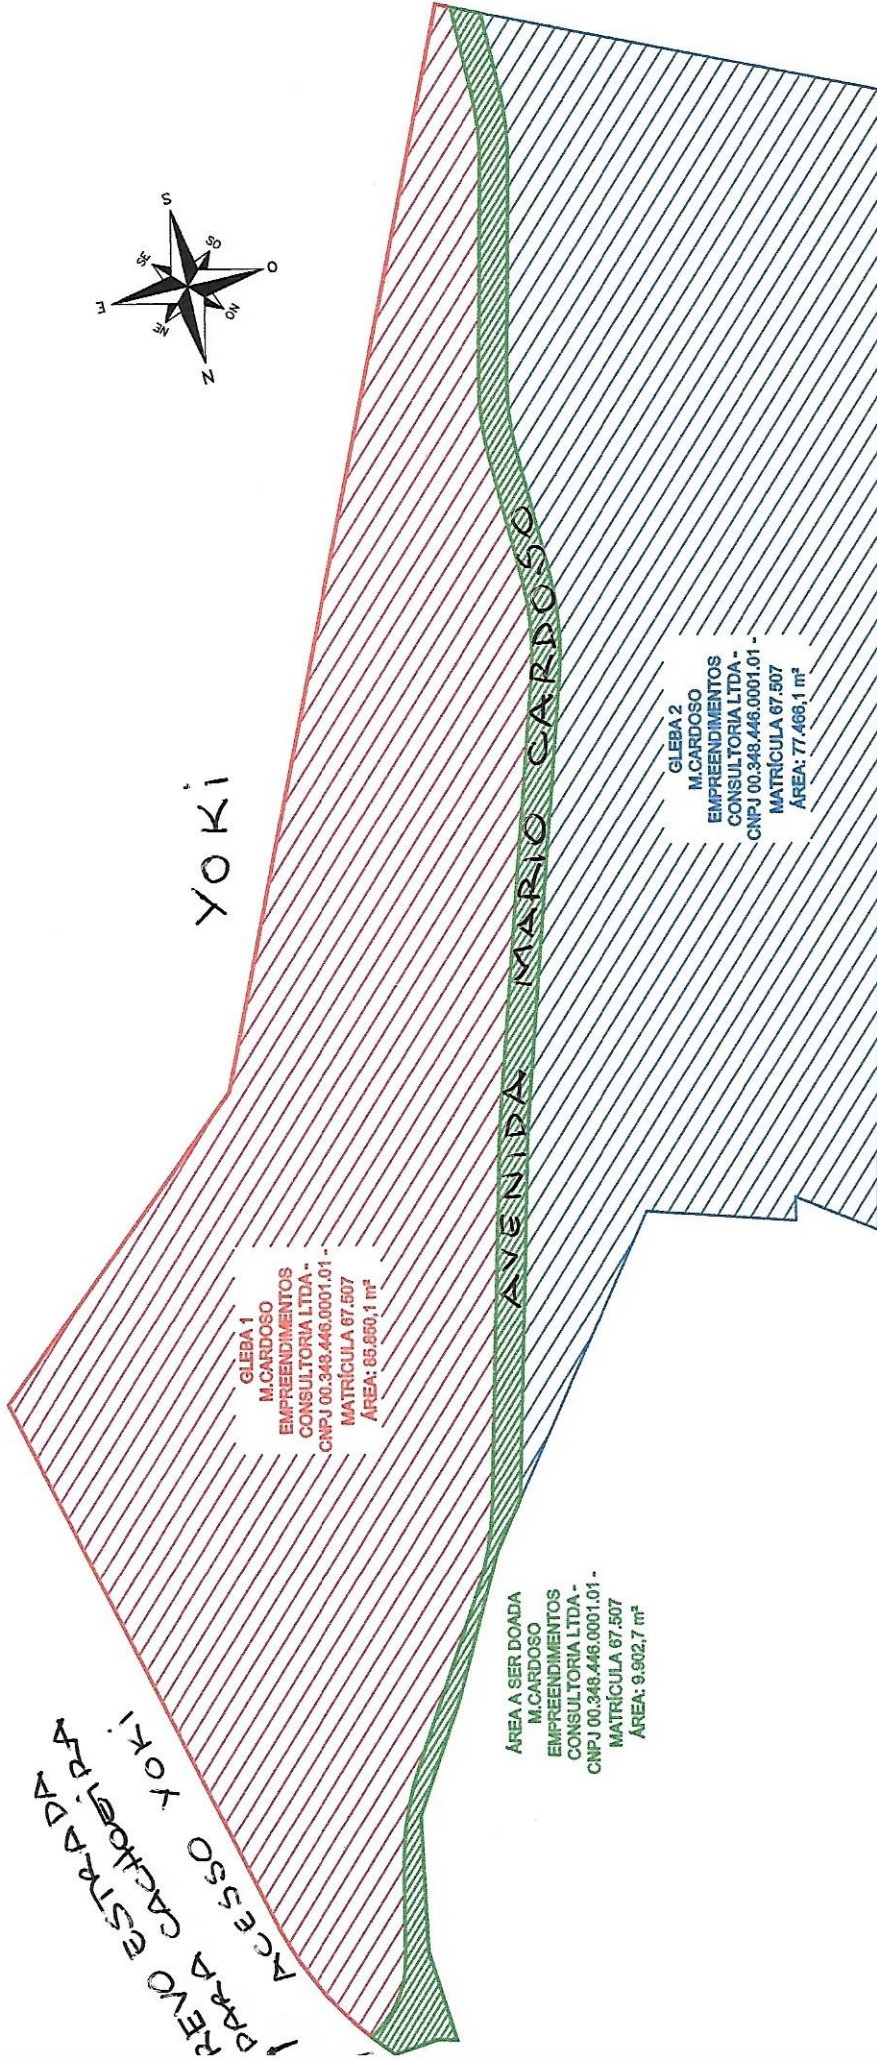 S
SE
SO
E
O
NE
NO
N
YOKi
AVENIDA MARIO CARDOSO
GLEBA 2
M.CARDOSO
EMPREENDIMENTOS
CONSULTORIA LTDA -
CNPJ 00.348.446.0001.01 -
MATRÍCULA 67.507
ÁREA: 77.466,1 m²
GLEBA 1
M.CARDOSO
EMPREENDIMENTOS
CONSULTORIA LTDA -
CNPJ 00.348.446.0001.01 -
MATRÍCULA 67.507
ÁREA: 85.850,1 m²
ÁREA A SER DOADA
M.CARDOSO
EMPREENDIMENTOS
CONSULTORIA LTDA -
CNPJ 00.348.446.0001.01 -
MATRÍCULA 67.507
ÁREA: 9.902,7 m²
REVO ESTRADA
PARA CACHOEiRA
ACESSO YOKi